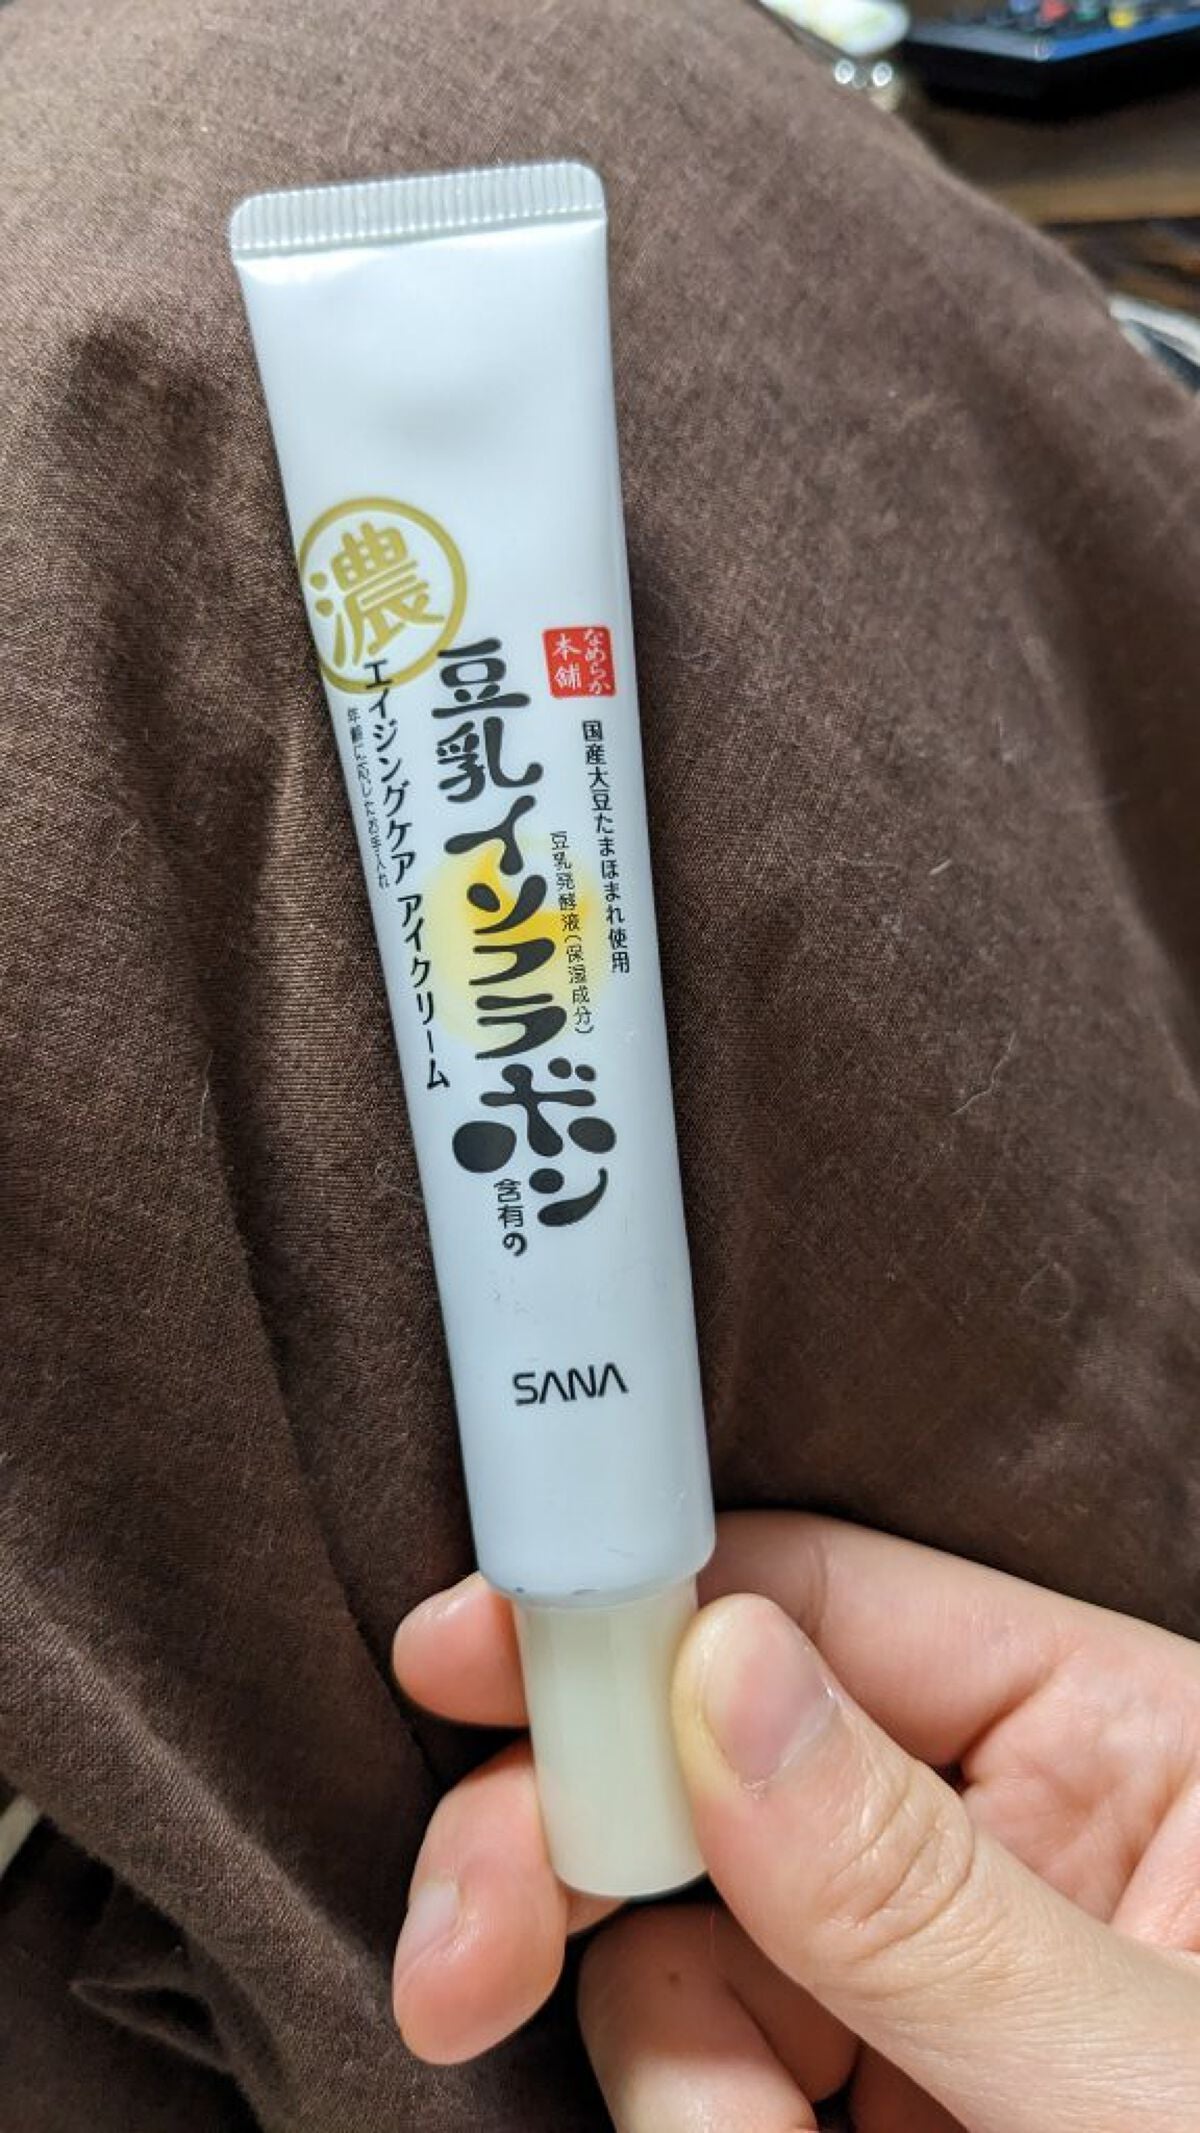 なめらか
本舗
国産大豆たまほまれ使用
豆乳発酵液(保湿成分)
豆乳イソフラボン
含有の
濃
エイジングケア アイクリーム
年齢に応じたお手入れ
SANA